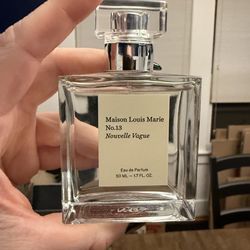 Maison Louis Marie
No.13
Nouvelle Vague
Eau de Parfum
50 ML – 1.7 FL. OZ.